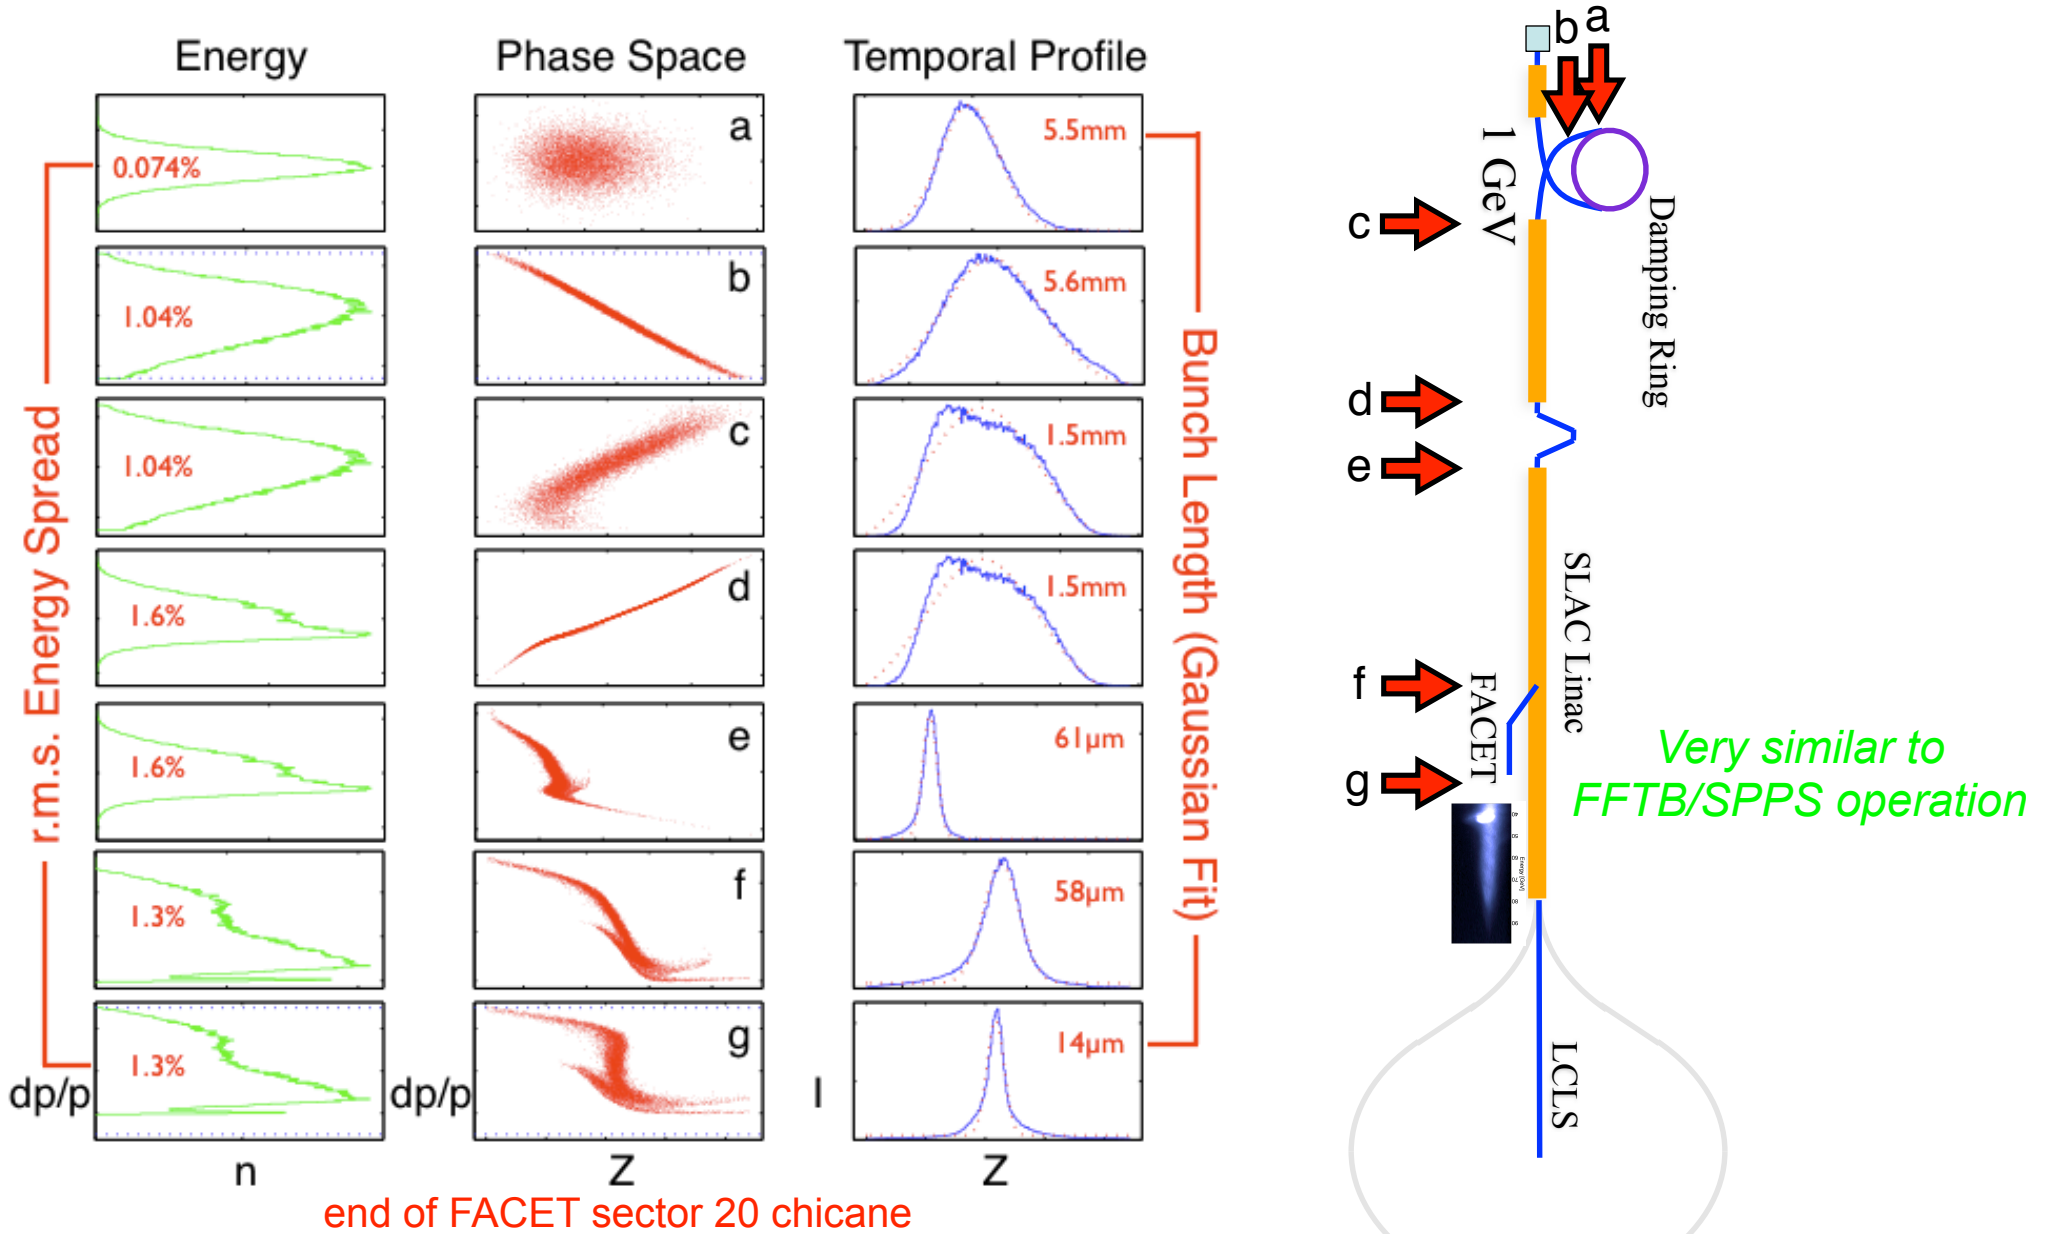 Energy
Phase Space
Temporal Profile
0.074%
a
5.5mm
1.04%
b
5.6mm
1.04%
c
1.5mm
1.6%
d
1.5mm
1.6%
e
61µm
1.3%
f
58µm
1.3%
g
14µm
r.m.s. Energy Spread
Bunch Length (Gaussian Fit)
dp/p
dp/p
I
n
Z
Z
end of FACET sector 20 chicane
b
a
1 GeV
Damping Ring
c
d
e
SLAC Linac
f
FACET
g
Very similar to
FFTB/SPPS operation
LCLS